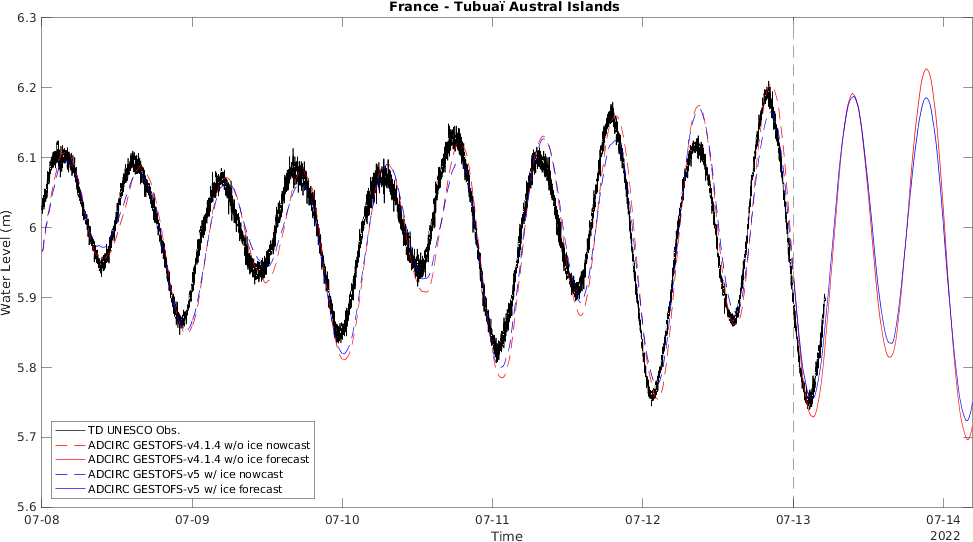 France - Tubuaï Austral Islands
6.3
6.2
6.1
6
5.9
5.8
5.7
5.6
Water Level (m)
TD UNESCO Obs.
ADCIRC GESTOFS-v4.1.4 w/o ice nowcast
ADCIRC GESTOFS-v4.1.4 w/o ice forecast
ADCIRC GESTOFS-v5 w/ ice nowcast
ADCIRC GESTOFS-v5 w/ ice forecast
07-08 07-09 07-10 07-11 07-12 07-13 07-14
Time 2022